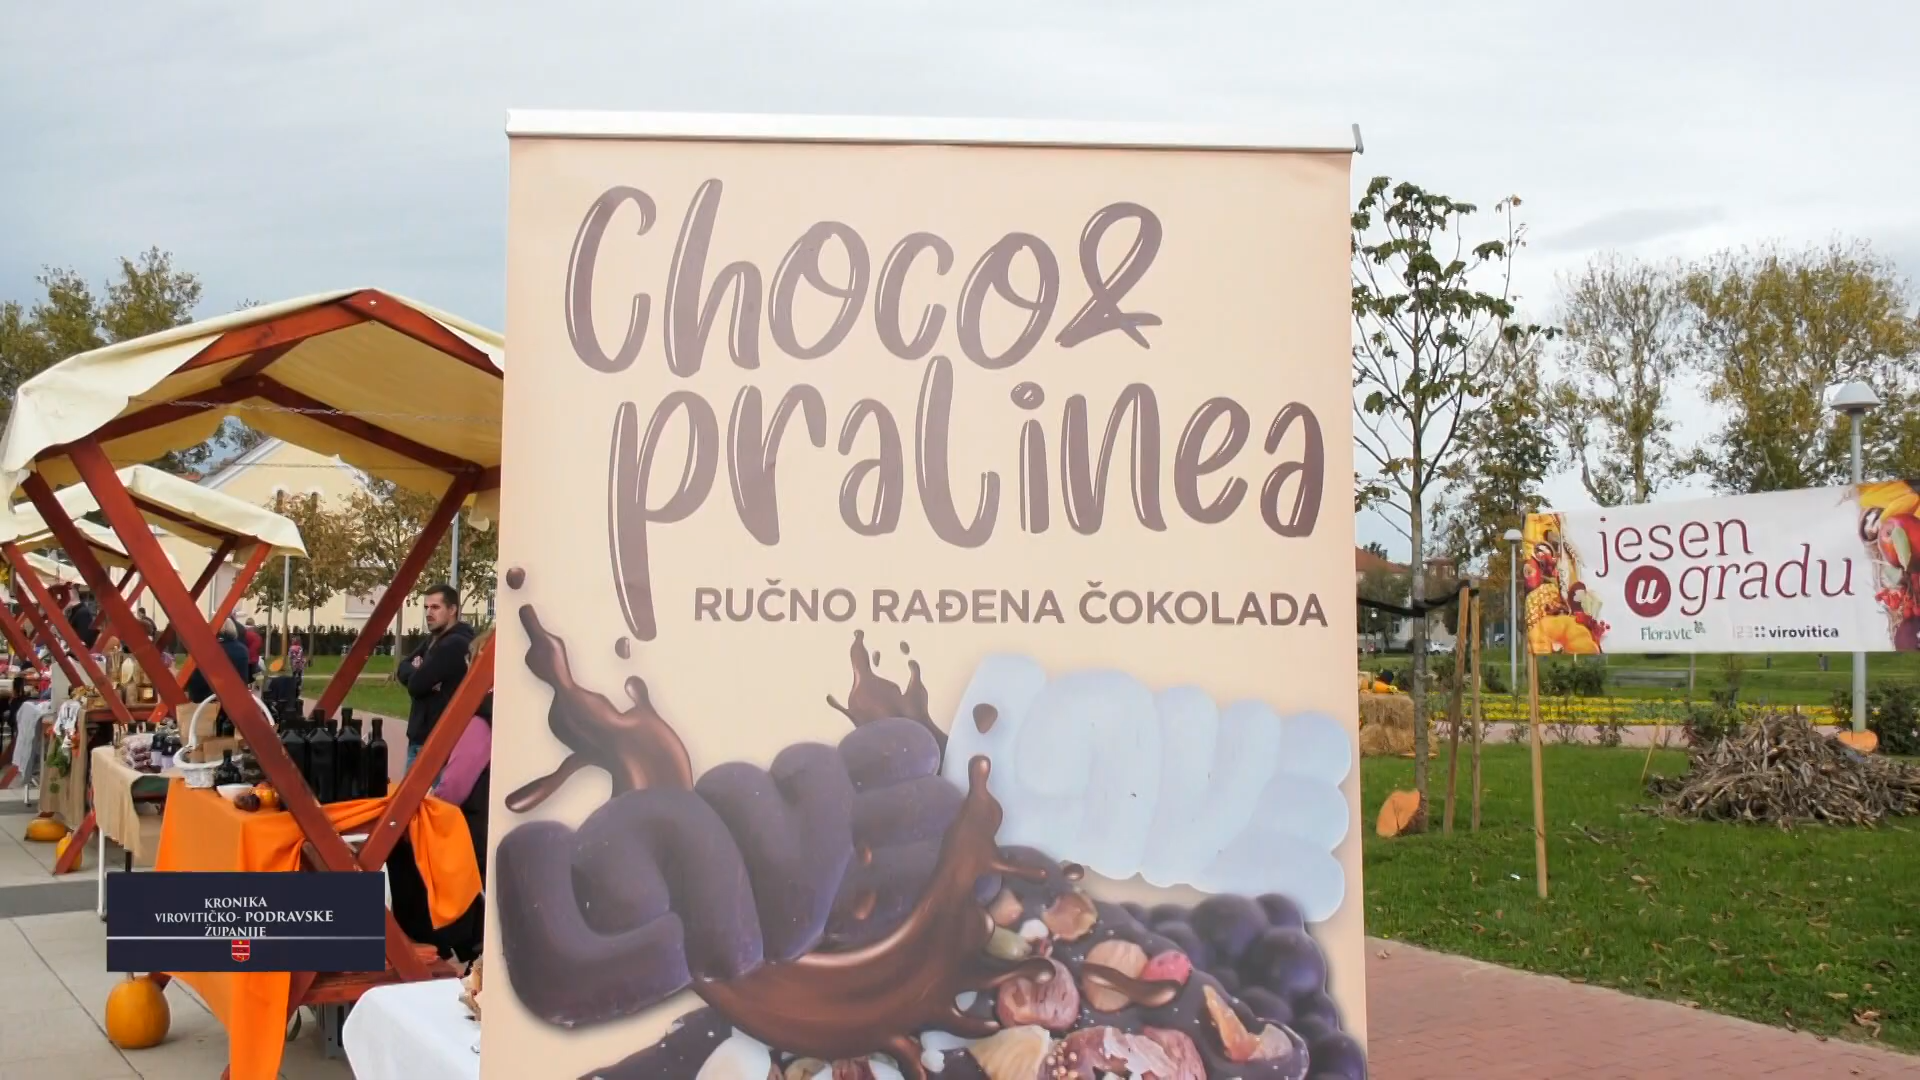 Choco&
pralinea
RUČNO RAĐENA ČOKOLADA
jesen
u gradu
Floravtc
virovitica
KRONIKA
VIROVITIČKO- PODRAVSKE
ŽUPANIJE